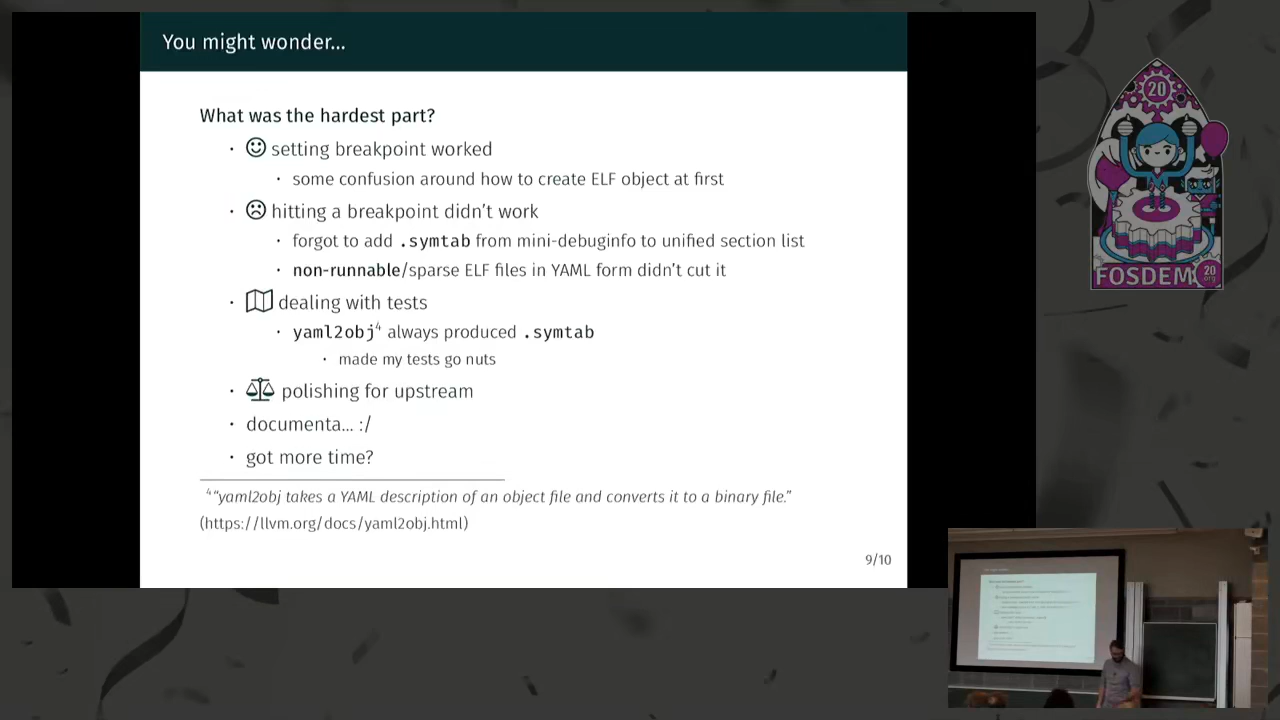 You might wonder...
What was the hardest part?
• setting breakpoint worked
• some confusion around how to create ELF object at first
• hitting a breakpoint didn't work
• forgot to add .symtab from mini-debuginfo to unified section list
• non-runnable/sparse ELF files in YAML form didn't cut it
• dealing with tests
• yaml2obj⁴ always produced .symtab
• made my tests go nuts
• polishing for upstream
• documenta... :/
• got more time?
⁴“yaml2obj takes a YAML description of an object file and converts it to a binary file.”
(https://llvm.org/docs/yaml2obj.html)
9/10
20
FOSDEM 20
.org